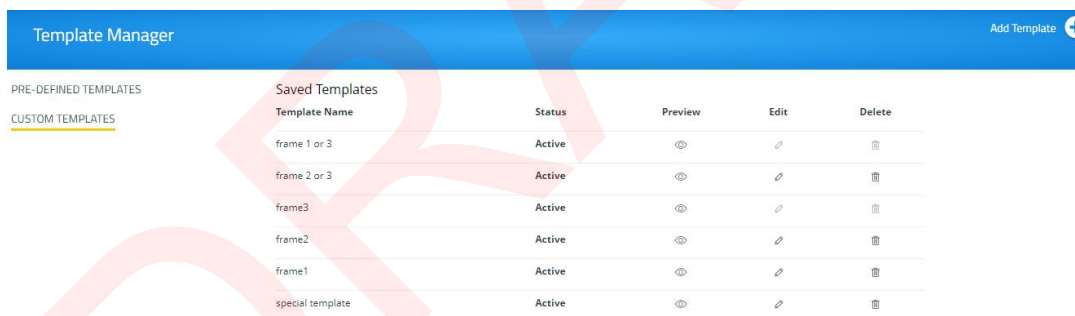 Template Manager
Add Template
PRE-DEFINED TEMPLATES
CUSTOM TEMPLATES
Saved Templates
Template Name Status Preview Edit Delete
frame 1 or 3 Active
frame 2 or 3 Active
frame3 Active
frame2 Active
frame1 Active
special template Active